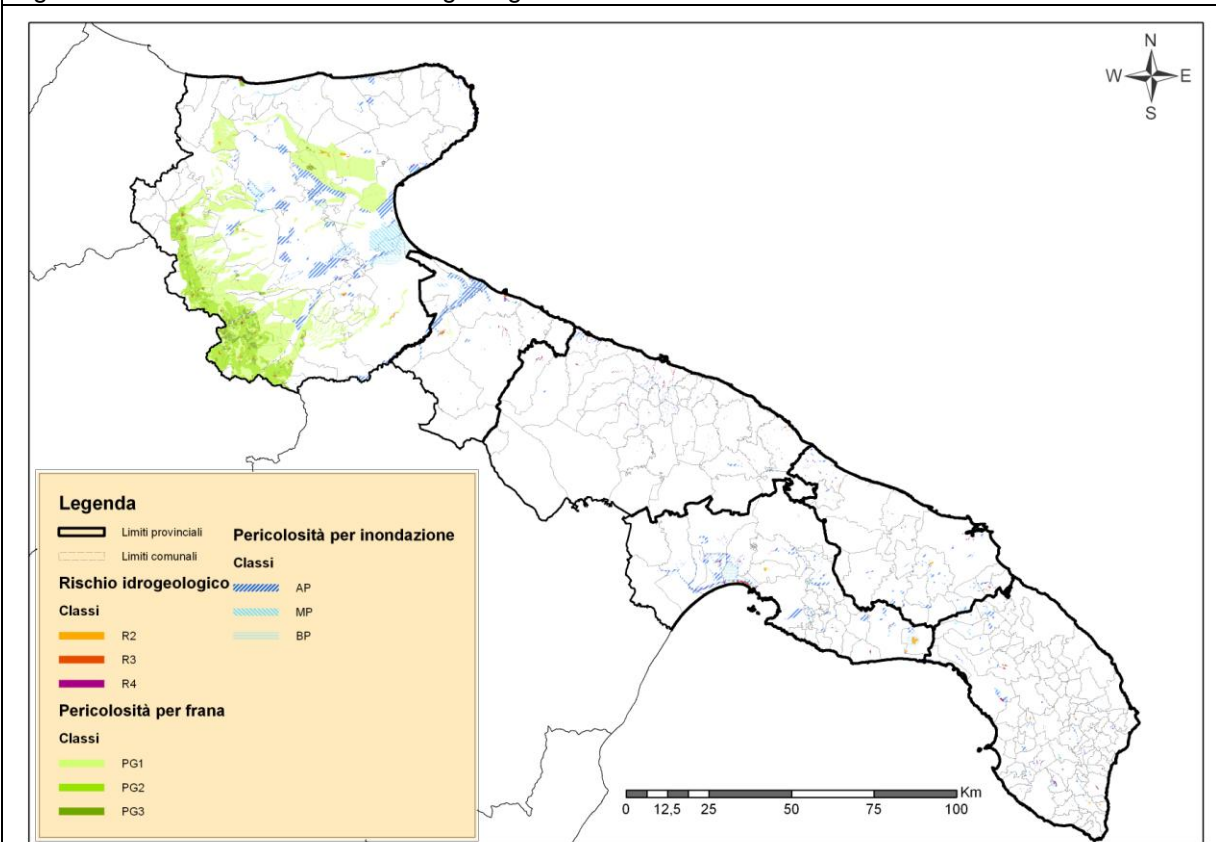 N
W E
S
Legenda
Limiti provinciali
Limiti comunali
Rischio idrogeologico
Classi
R2
R3
R4
Pericolosità per frana
Classi
PG1
PG2
PG3
Pericolosità per inondazione
Classi
AP
MP
BP
Km
0 12,5 25 50 75 100